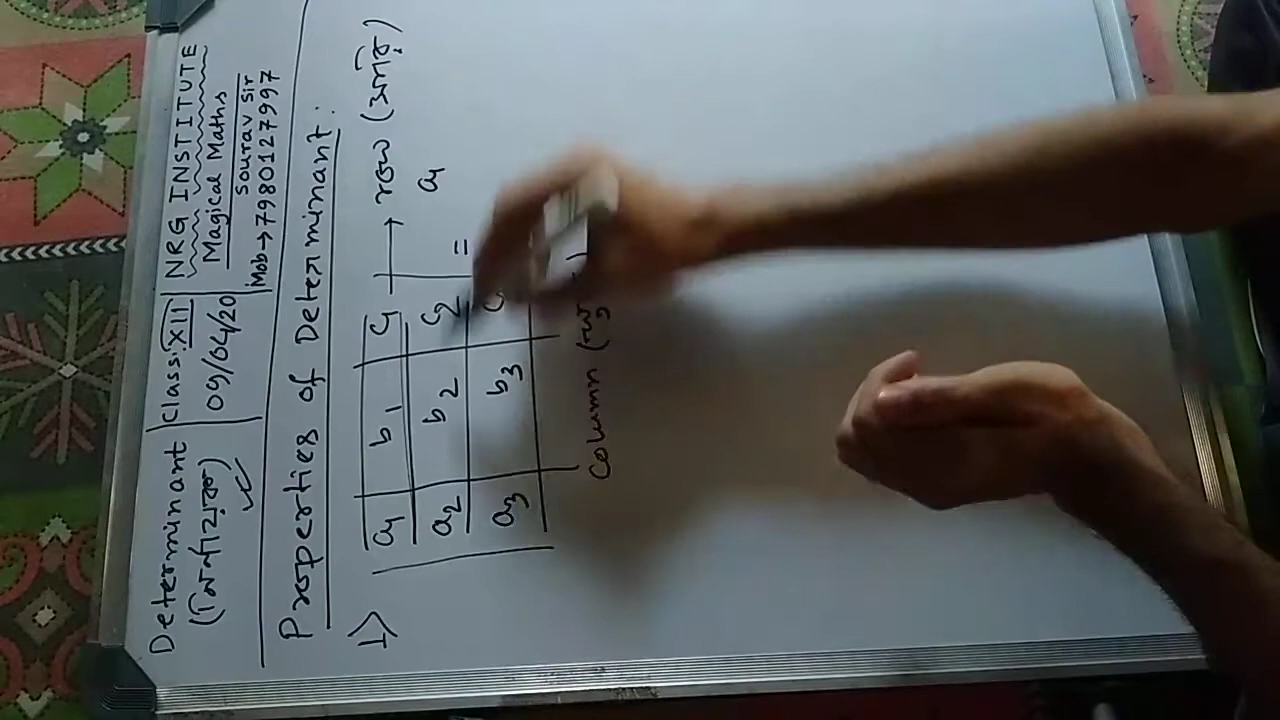 Determinant
(নির্ণায়ক)
Class: XII
09/04/20
NRG INSTITUTE
Magical Maths
Sourav Sir
Mob→7980127997
Properties of Determinant:
1>
a1 b1 c1 → row
a2 b2 c2 = a1
a3 b3
Column